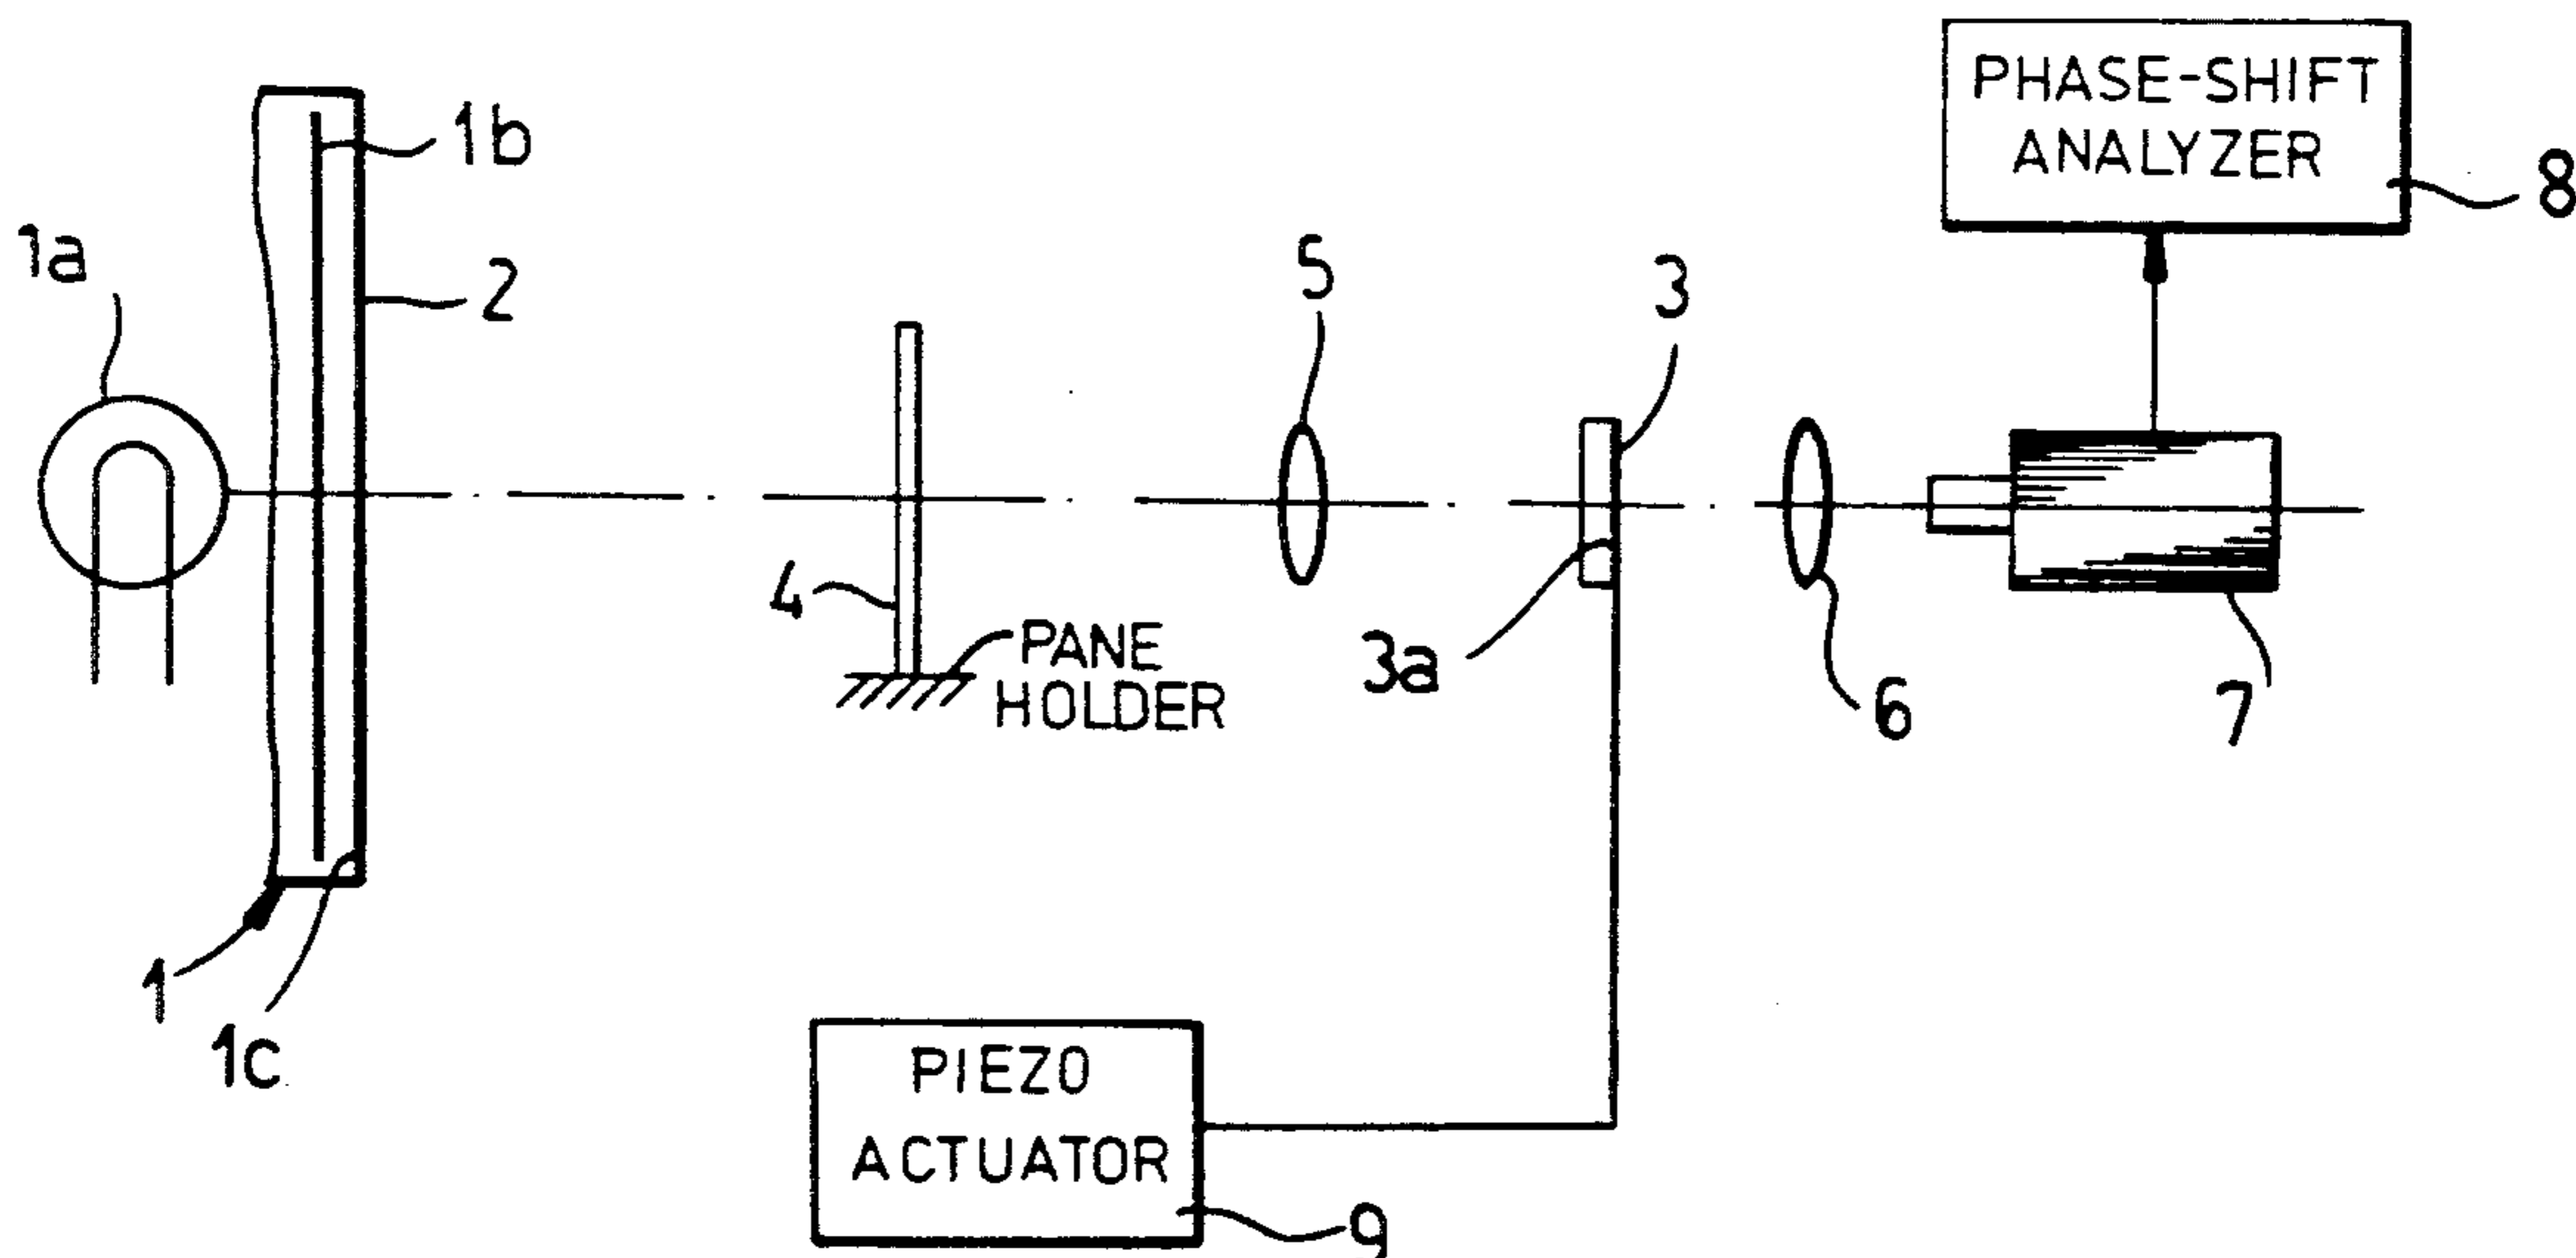 PHASE-SHIFT
ANALYZER
8
1b
1a
2
5
3
4
PANE
HOLDER
3a
6
7
1
1c
PIEZO
ACTUATOR
9